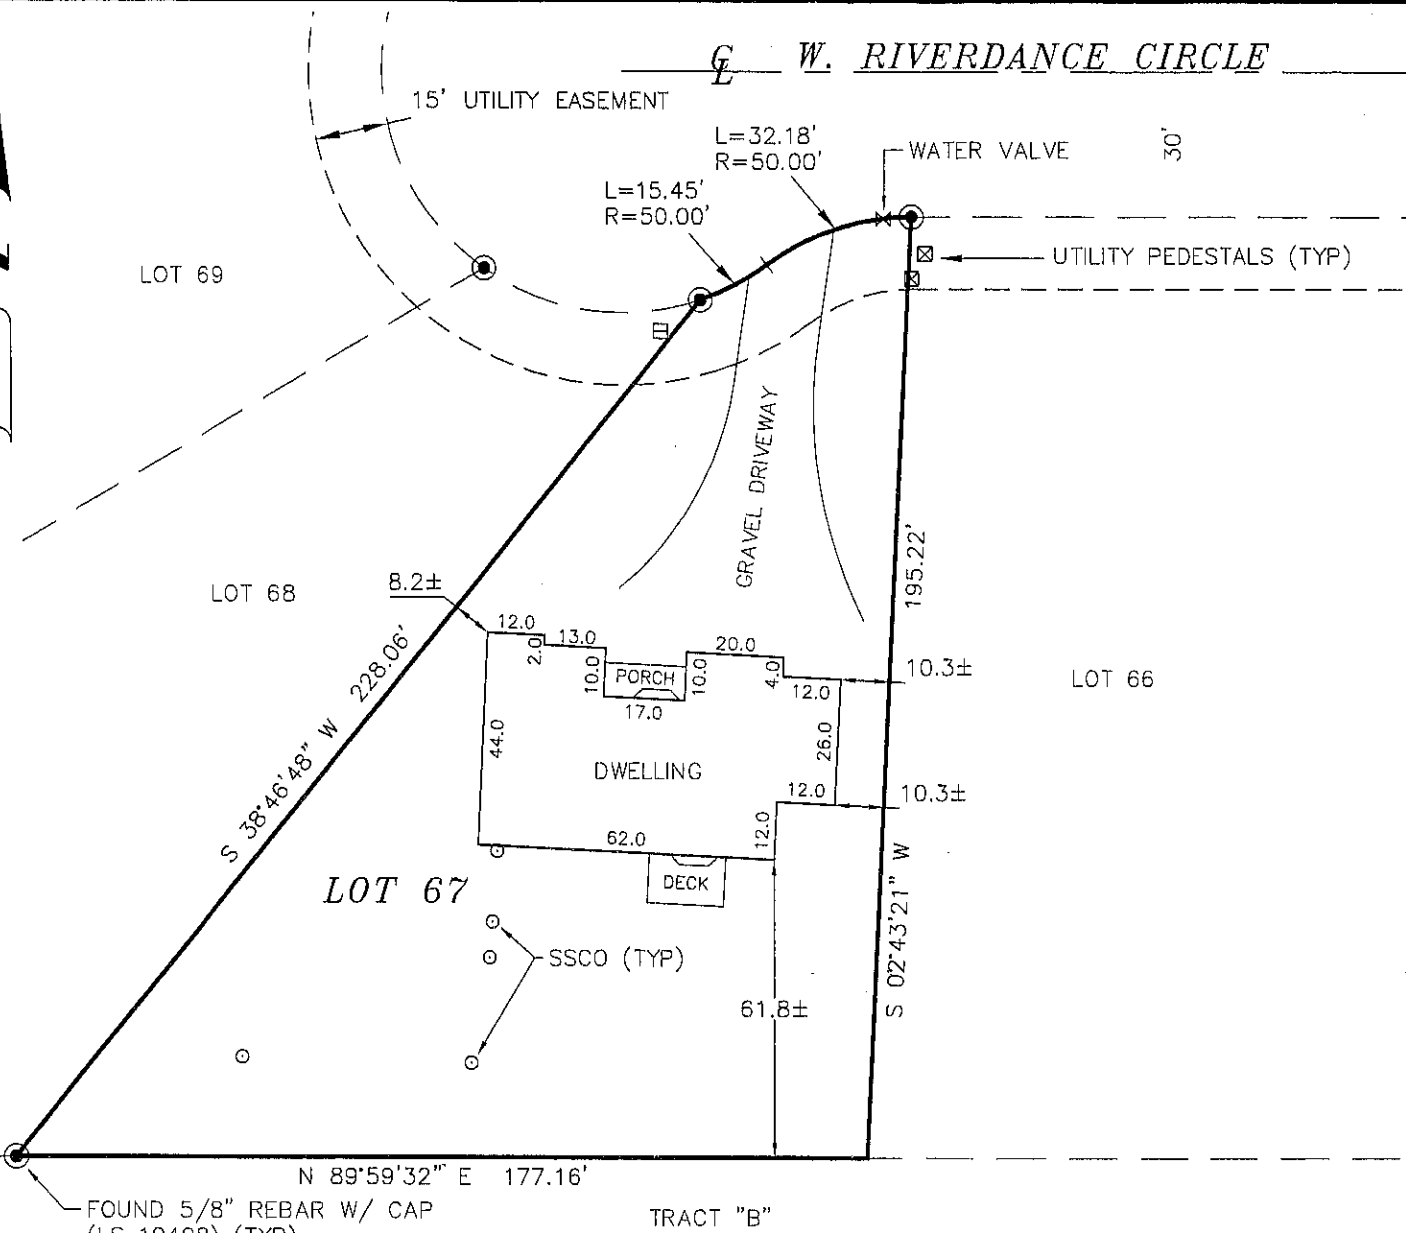 W. RIVERDANCE CIRCLE
15' UTILITY EASEMENT
L=32.18'
R=50.00'
WATER VALVE
30'
L=15.45'
R=50.00'
UTILITY PEDESTALS (TYP)
LOT 69
GRAVEL DRIVEWAY
195.22'
LOT 68
8.2±
12.0
2.0
13.0
10.0
PORCH
17.0
10.0
20.0
4.0
12.0
10.3±
LOT 66
S 38°46'48" W 228.06'
44.0
DWELLING
26.0
12.0
10.3±
12.0
62.0
DECK
LOT 67
S 02°43'21" W
SSCO (TYP)
61.8±
N 89°59'32" E 177.16'
FOUND 5/8" REBAR W/ CAP
TRACT "B"